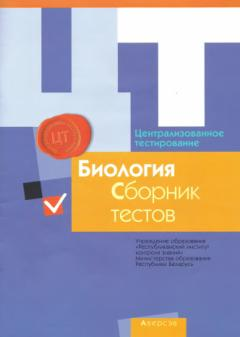 ЦТ
Централизованное
тестирование
ЦТ
Биология
Сборник
тестов
Учреждение образования
«Республиканский институт
контроля знаний»
Министерства образования
Республики Беларусь
Аверсэв